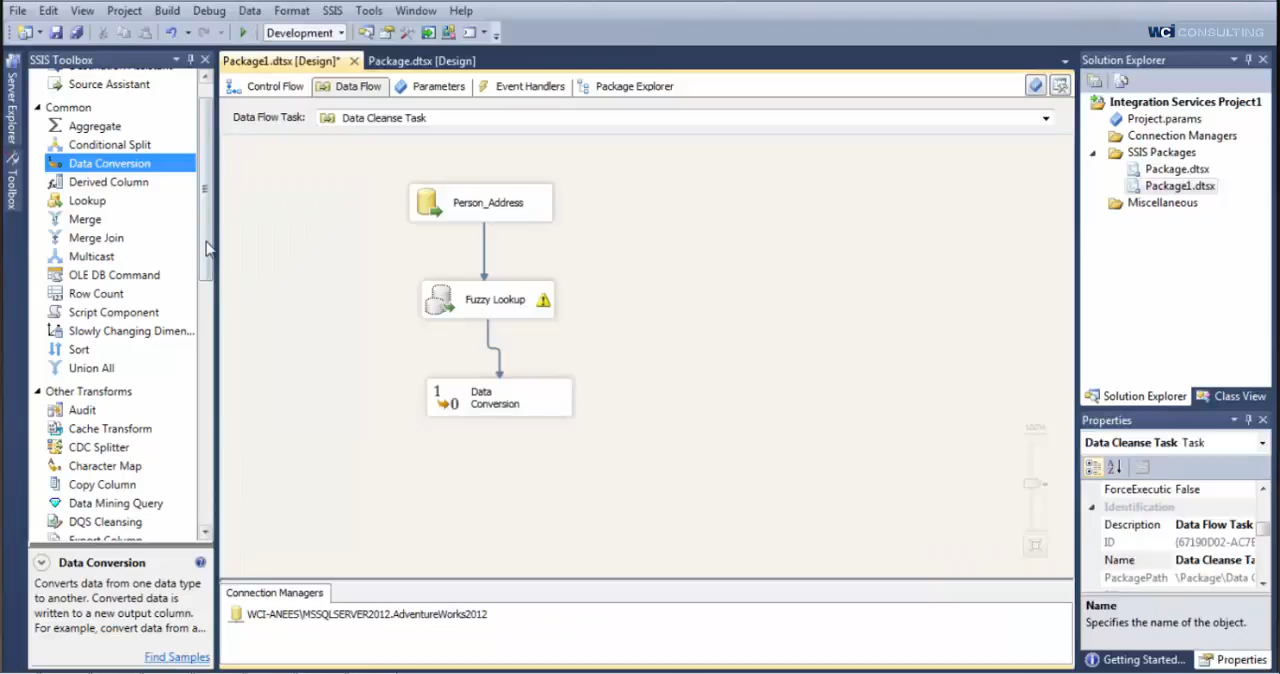 File Edit View Project Build Debug Data Format SSIS Tools Window Help
Development
WCI CONSULTING
Server Explorer
Toolbox
SSIS Toolbox
Source Assistant
Common
Aggregate
Conditional Split
Data Conversion
Derived Column
Lookup
Merge
Merge Join
Multicast
OLE DB Command
Row Count
Script Component
Slowly Changing Dimen...
Sort
Union All
Other Transforms
Audit
Cache Transform
CDC Splitter
Character Map
Copy Column
Data Mining Query
DQS Cleansing
Export Column
Data Conversion
Converts data from one data type
to another. Converted data is
written to a new output column.
For example, convert data from a...
Find Samples
Package1.dtsx [Design]* Package.dtsx [Design]
Control Flow Data Flow Parameters Event Handlers Package Explorer
Data Flow Task: Data Cleanse Task
Person_Address
Fuzzy Lookup
1
0
Data
Conversion
100%
Connection Managers
WCI-ANEES\MSSQLSERVER2012.AdventureWorks2012
Solution Explorer
Integration Services Project1
Project.params
Connection Managers
SSIS Packages
Package.dtsx
Package1.dtsx
Miscellaneous
Solution Explorer Class View
Properties
Data Cleanse Task Task
ForceExecutic False
Identification
Description Data Flow Task
ID {67190D02-AC7E
Name Data Cleanse Ta
PackagePath \Package\Data C
Name
Specifies the name of the object.
Getting Started... Properties